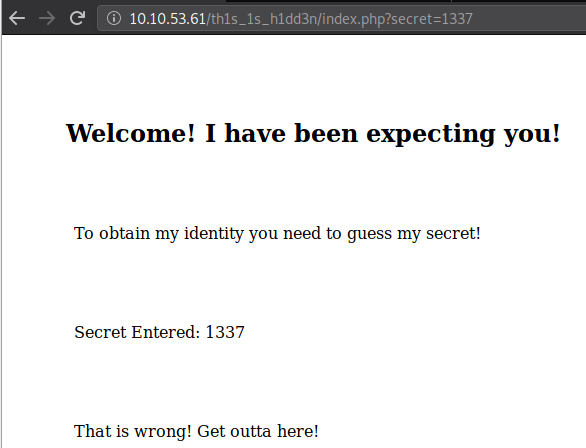 10.10.53.61/th1s_1s_h1dd3n/index.php?secret=1337
Welcome! I have been expecting you!
To obtain my identity you need to guess my secret!
Secret Entered: 1337
That is wrong! Get outta here!